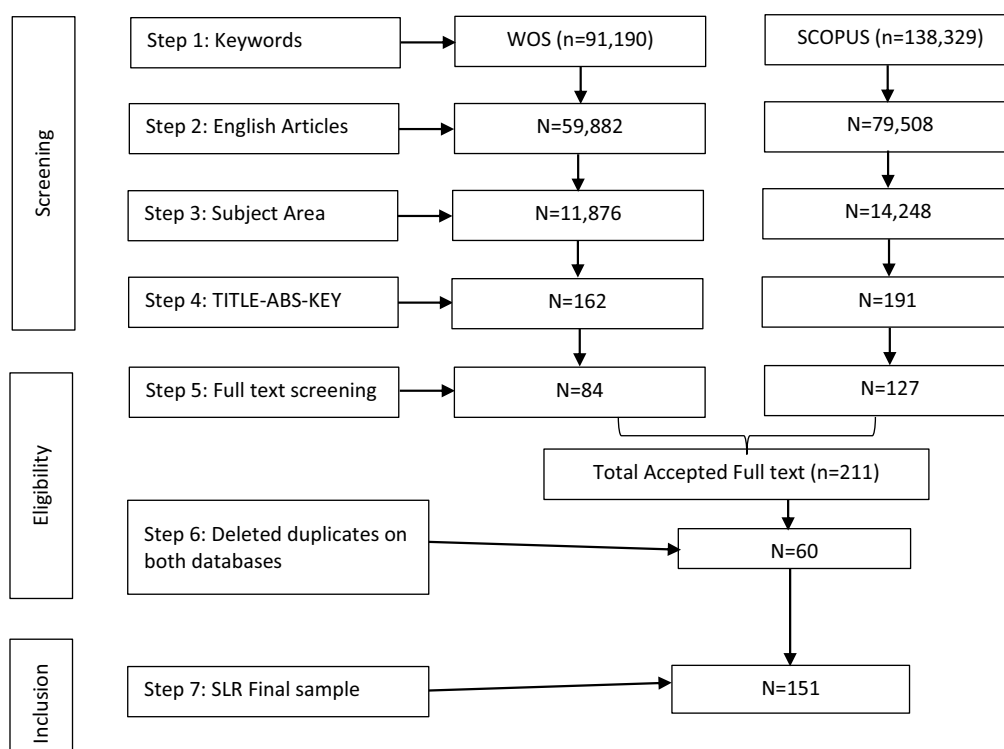 Screening
Step 1: Keywords
WOS (n=91,190)
SCOPUS (n=138,329)
Step 2: English Articles
N=59,882
N=79,508
Step 3: Subject Area
N=11,876
N=14,248
Step 4: TITLE-ABS-KEY
N=162
N=191
Eligibility
Step 5: Full text screening
N=84
N=127
Total Accepted Full text (n=211)
Step 6: Deleted duplicates on
both databases
N=60
Inclusion
Step 7: SLR Final sample
N=151